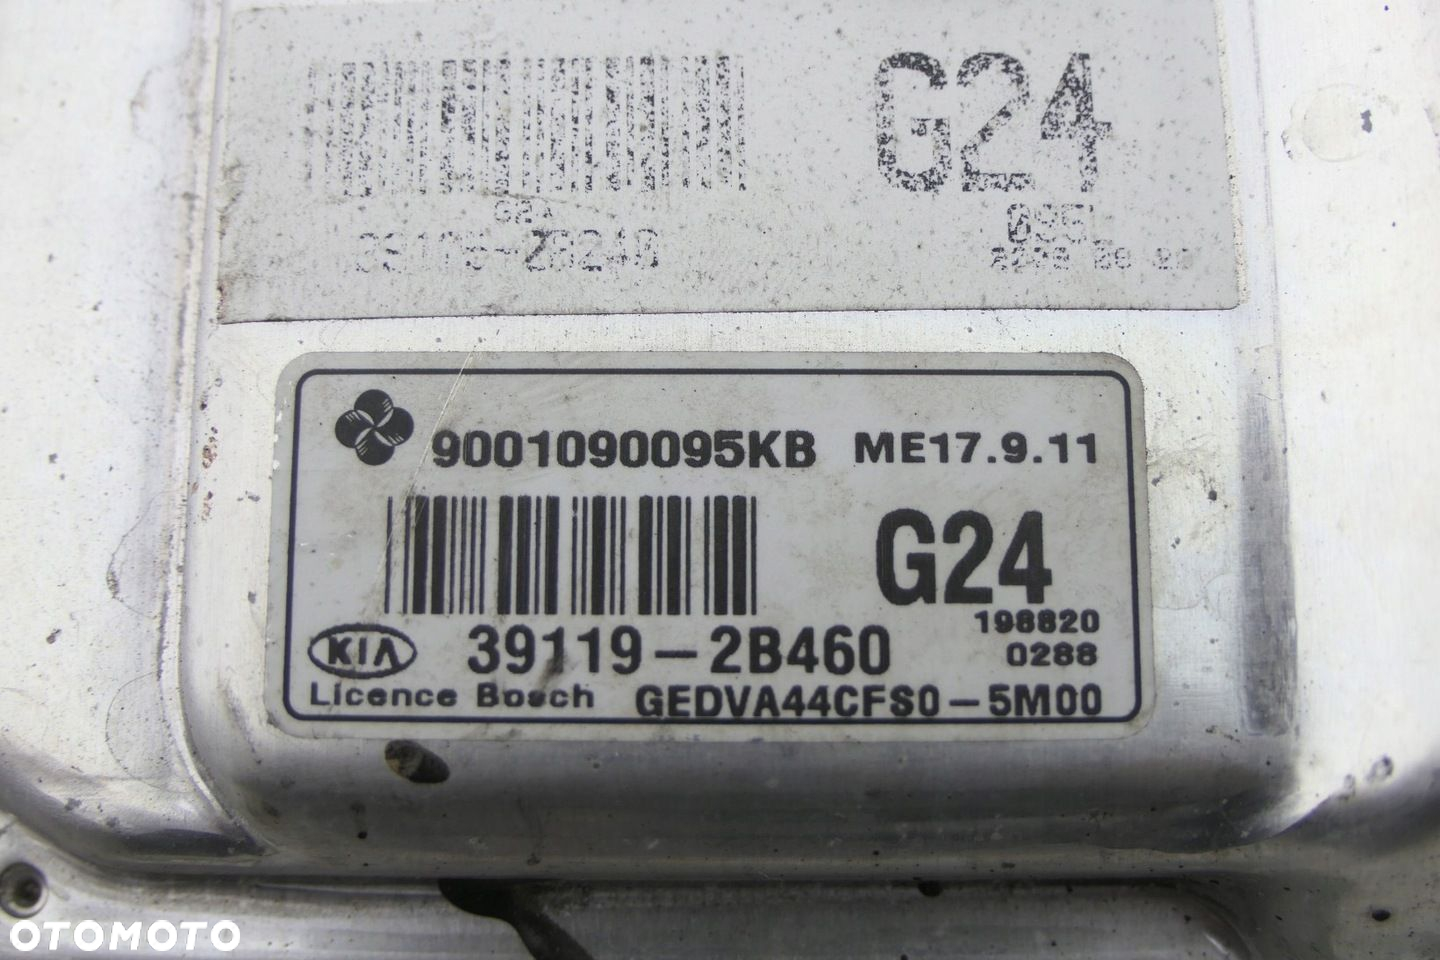 G24
9001090095KB ME17.9.11
G24
198820
KIA 39119-2B460 0288
Licence Bosch GEDVA44CFS0-5M00
OTOMOTO